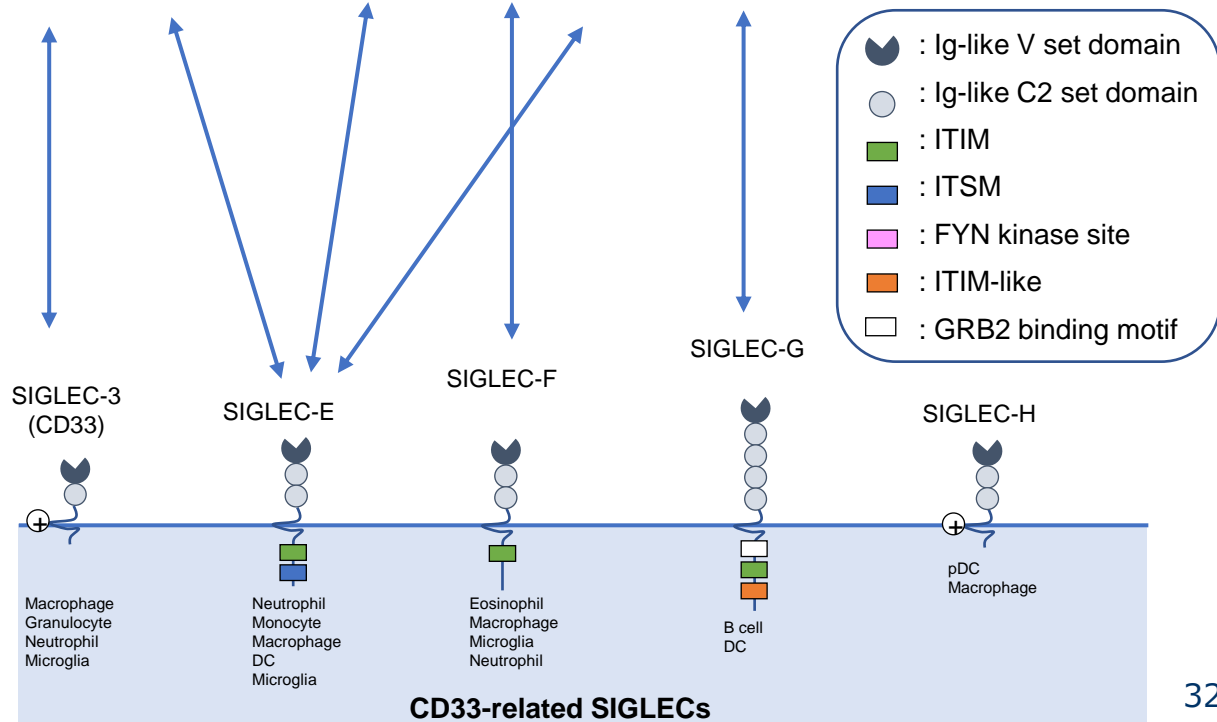 : Ig-like V set domain
: Ig-like C2 set domain
: ITIM
: ITSM
: FYN kinase site
: ITIM-like
: GRB2 binding motif
SIGLEC-3
(CD33)
SIGLEC-E
SIGLEC-F
SIGLEC-G
SIGLEC-H
+
+
Macrophage
Granulocyte
Neutrophil
Microglia
Neutrophil
Monocyte
Macrophage
DC
Microglia
Eosinophil
Macrophage
Microglia
Neutrophil
B cell
DC
pDC
Macrophage
CD33-related SIGLECs
32